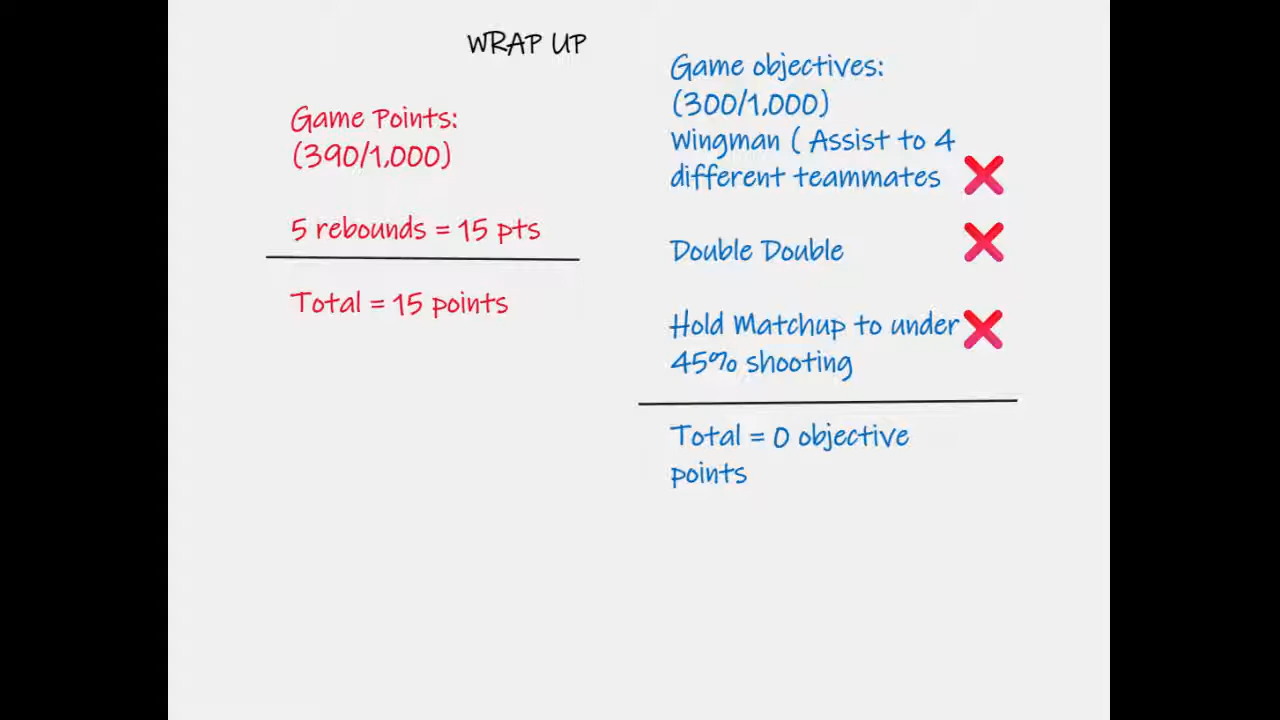 WRAP UP
Game Points:
(390/1,000)
5 rebounds = 15 pts
Total = 15 points
Game objectives:
(300/1,000)
Wingman ( Assist to 4
different teammates
Double Double
Hold Matchup to under
45% shooting
Total = 0 objective
points